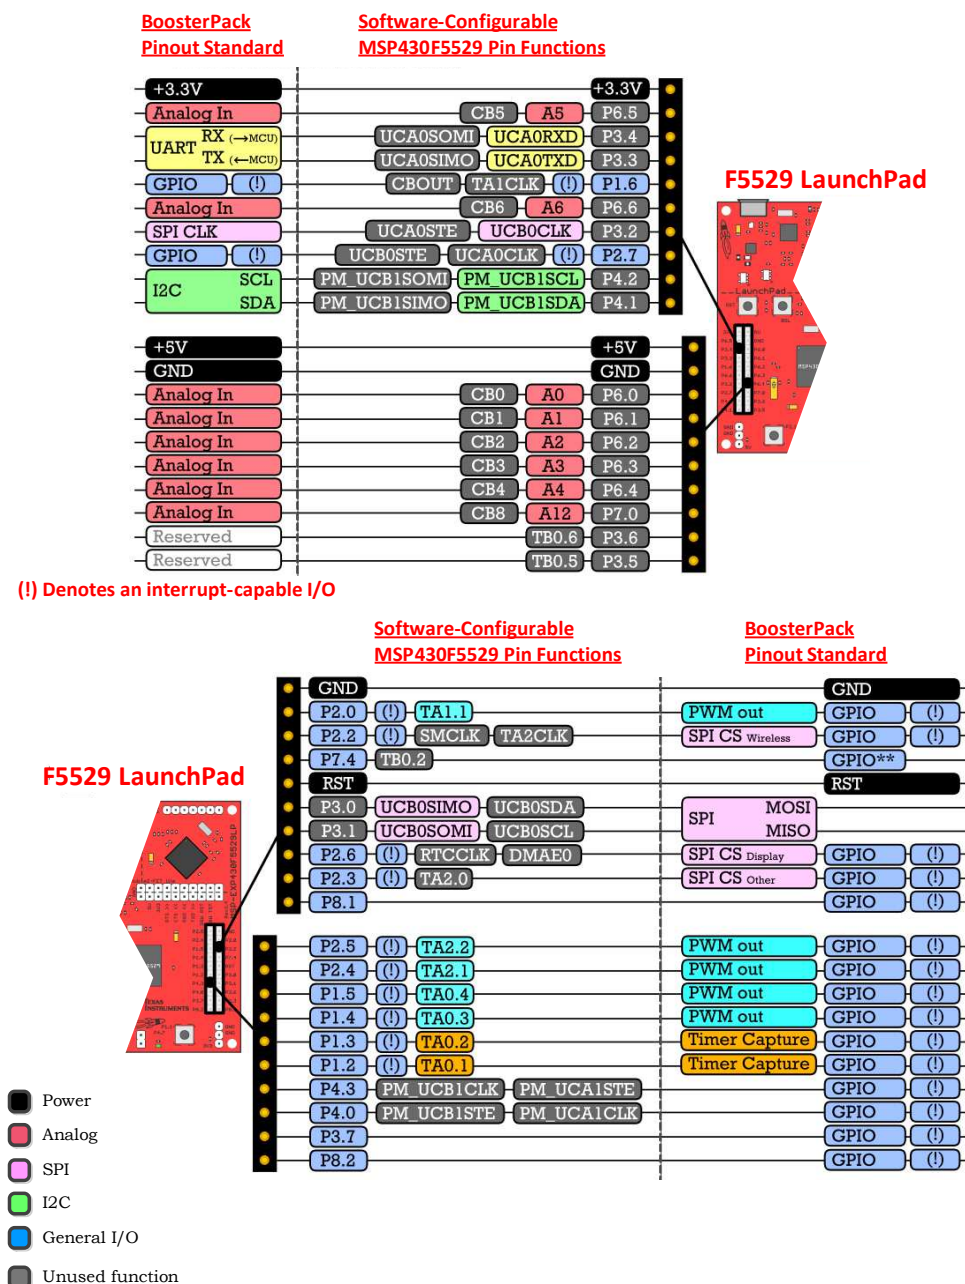 BoosterPack Software-Configurable
Pinout Standard MSP430F5529 Pin Functions
+3.3V +3.3V
Analog In CB5 A5 P6.5
UART RX (→MCU) UCA0SOMI UCA0RXD P3.4
TX (←MCU) UCA0SIMO UCA0TXD P3.3
GPIO (!) CBOUT TA1CLK (!) P1.6
F5529 LaunchPad
Analog In CB6 A6 P6.6
SPI CLK UCA0STE UCB0CLK P3.2
GPIO (!) UCB0STE UCA0CLK (!) P2.7
I2C SCL PM_UCB1SOMI PM_UCB1SCL P4.2
SDA PM_UCB1SIMO PM_UCB1SDA P4.1
LaunchPad
+5V +5V
GND GND
Analog In CB0 A0 P6.0
Analog In CB1 A1 P6.1
Analog In CB2 A2 P6.2
Analog In CB3 A3 P6.3
Analog In CB4 A4 P6.4
Analog In CB8 A12 P7.0
Reserved TB0.6 P3.6
Reserved TB0.5 P3.5
(!) Denotes an interrupt-capable I/O
Software-Configurable BoosterPack
MSP430F5529 Pin Functions Pinout Standard
GND GND
P2.0 (!) TA1.1 PWM out GPIO (!)
P2.2 (!) SMCLK TA2CLK SPI CS Wireless GPIO (!)
P7.4 TB0.2 GPIO**
F5529 LaunchPad
RST RST
P3.0 UCB0SIMO UCB0SDA SPI MOSI
P3.1 UCB0SOMI UCB0SCL MISO
P2.6 (!) RTCCLK DMAE0 SPI CS Display GPIO (!)
P2.3 (!) TA2.0 SPI CS Other GPIO (!)
P8.1 GPIO (!)
MSP-EXP430F5529LP
P2.5 (!) TA2.2 PWM out GPIO (!)
P2.4 (!) TA2.1 PWM out GPIO (!)
P1.5 (!) TA0.4 PWM out GPIO (!)
P1.4 (!) TA0.3 PWM out GPIO (!)
P1.3 (!) TA0.2 Timer Capture GPIO (!)
P1.2 (!) TA0.1 Timer Capture GPIO (!)
P4.3 PM_UCB1CLK PM_UCA1STE GPIO (!)
P4.0 PM_UCB1STE PM_UCA1CLK GPIO (!)
P3.7 GPIO (!)
P8.2 GPIO (!)
TEXAS
INSTRUMENTS
Power
Analog
SPI
I2C
General I/O
Unused function